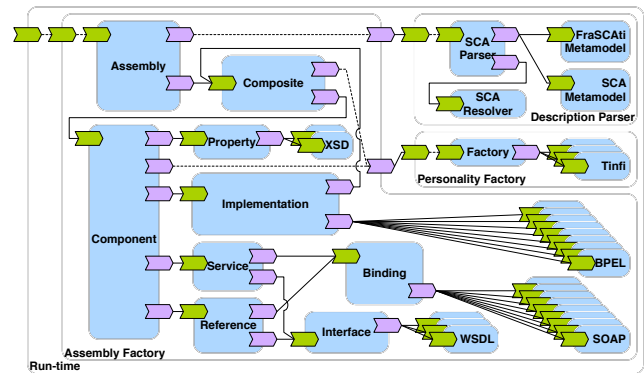 Assembly
Composite
SCA
Parser
FraSCAti
Metamodel
SCA
Metamodel
SCA
Resolver
Description Parser
Property
XSD
Factory
Tinfi
Personality Factory
Component
Implementation
BPEL
Service
Binding
Reference
Interface
WSDL
SOAP
Assembly Factory
Run-time